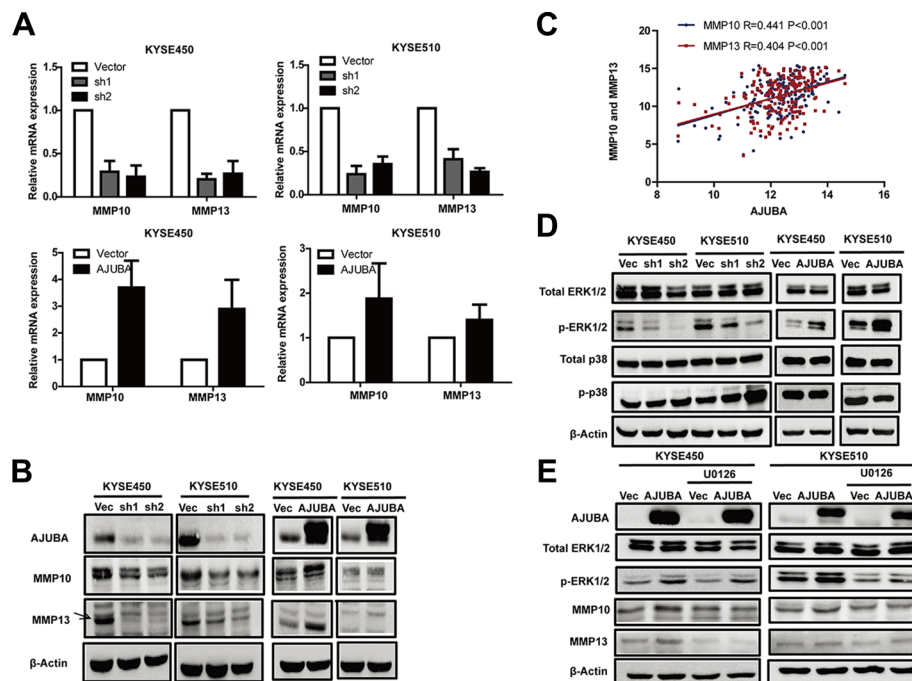 A
KYSE450
Relative mRNA expression
Vector
sh1
sh2
1.5
1.0
0.5
0.0
MMP10 MMP13
KYSE510
Relative mRNA expression
Vector
sh1
sh2
1.5
1.0
0.5
0.0
MMP10 MMP13
KYSE450
Relative mRNA expression
Vector
AJUBA
5
4
3
2
1
0
MMP10 MMP13
KYSE510
Relative mRNA expression
Vector
AJUBA
3
2
1
0
MMP10 MMP13
B
KYSE450 KYSE510 KYSE450 KYSE510
Vec sh1 sh2 Vec sh1 sh2 Vec AJUBA Vec AJUBA
AJUBA
MMP10
MMP13
β-Actin
C
MMP10 R=0.441 P<0.001
MMP13 R=0.404 P<0.001
MMP10 and MMP13
20
15
10
5
0
8 10 12 14 16
AJUBA
D
KYSE450 KYSE510 KYSE450 KYSE510
Vec sh1 sh2 Vec sh1 sh2 Vec AJUBA Vec AJUBA
Total ERK1/2
p-ERK1/2
Total p38
p-p38
β-Actin
E
KYSE450 KYSE510
U0126 U0126
Vec AJUBA Vec AJUBA Vec AJUBA Vec AJUBA
AJUBA
Total ERK1/2
p-ERK1/2
MMP10
MMP13
β-Actin